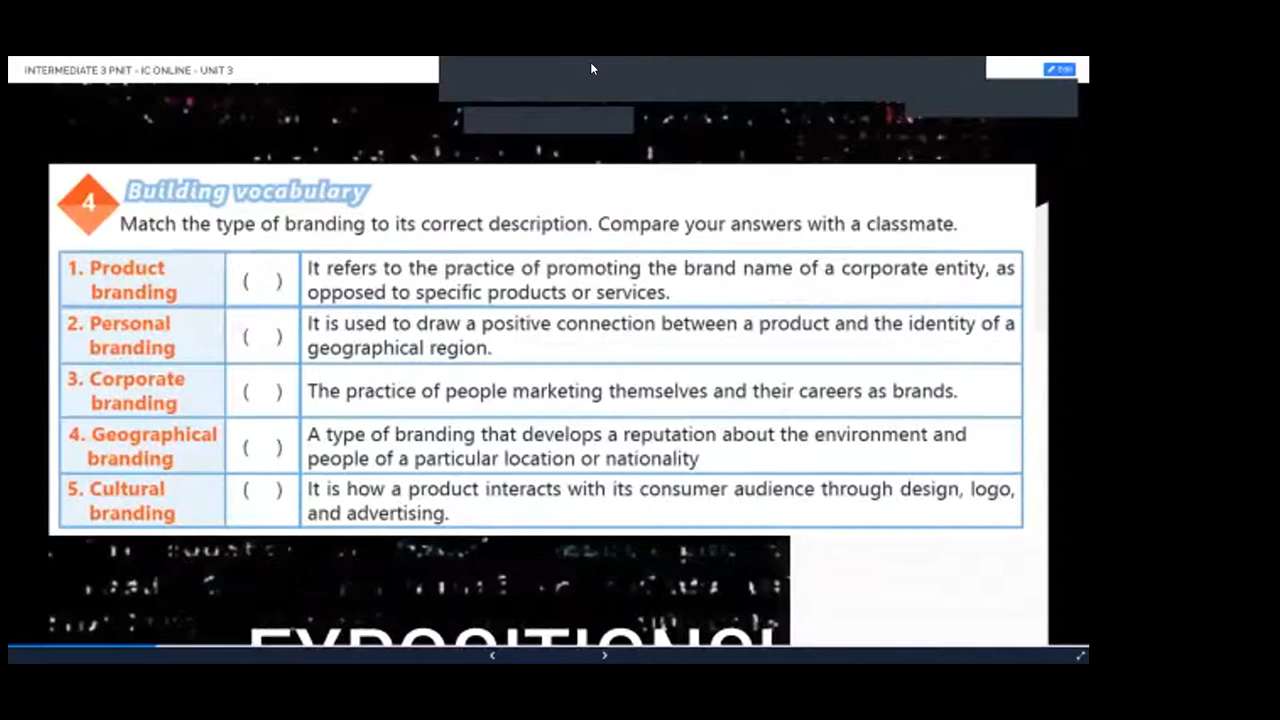 INTERMEDIATE 3 PNIT - IC ONLINE - UNIT 3
Edit
4
Building vocabulary
Match the type of branding to its correct description. Compare your answers with a classmate.
1. Product branding
( )
It refers to the practice of promoting the brand name of a corporate entity, as
opposed to specific products or services.
2. Personal branding
( )
It is used to draw a positive connection between a product and the identity of a
geographical region.
3. Corporate branding
( )
The practice of people marketing themselves and their careers as brands.
4. Geographical branding
( )
A type of branding that develops a reputation about the environment and
people of a particular location or nationality
5. Cultural branding
( )
It is how a product interacts with its consumer audience through design, logo,
and advertising.